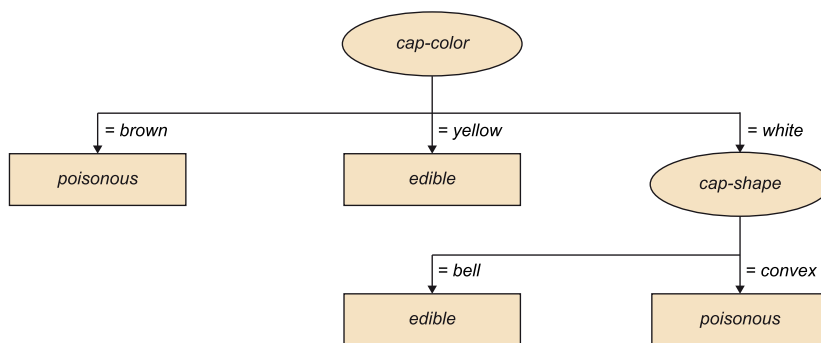 cap-color
= brown
= yellow
= white
poisonous
edible
cap-shape
= bell
= convex
edible
poisonous